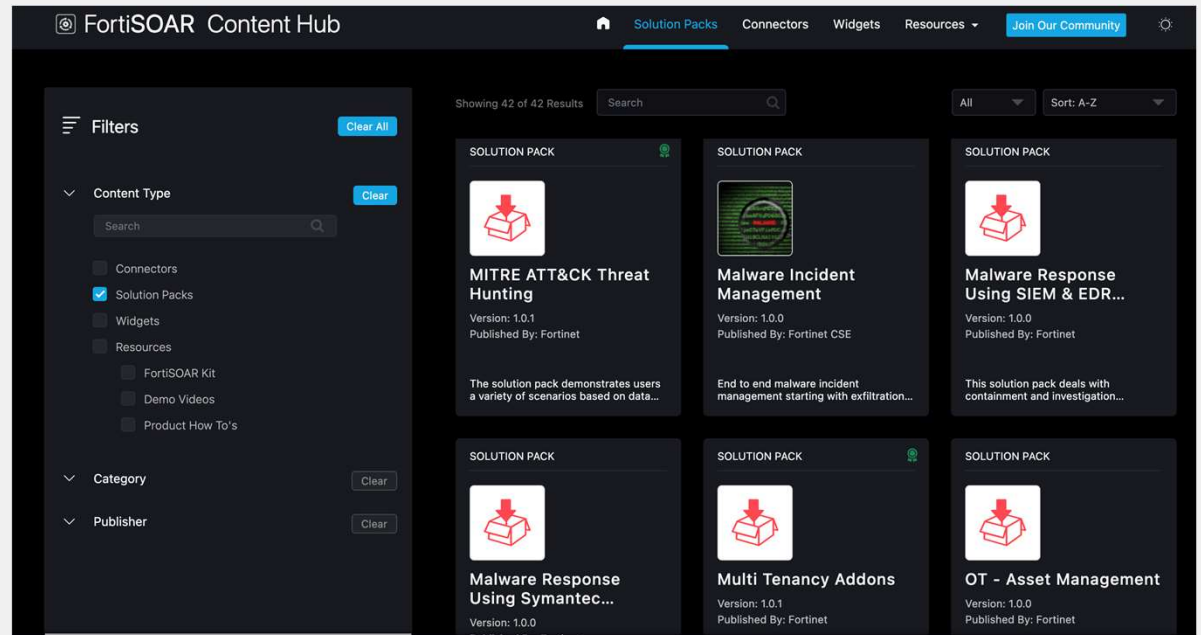 FortiSOAR Content Hub
Solution Packs
Connectors
Widgets
Resources
Join Our Community
Filters
Clear All
Content Type
Clear
Search
Connectors
Solution Packs
Widgets
Resources
FortiSOAR Kit
Demo Videos
Product How To's
Category
Clear
Publisher
Clear
Showing 42 of 42 Results
Search
All
Sort: A-Z
SOLUTION PACK
MITRE ATT&CK Threat
Hunting
Version: 1.0.1
Published By: Fortinet
The solution pack demonstrates users
a variety of scenarios based on data...
SOLUTION PACK
Malware Incident
Management
Version: 1.0.0
Published By: Fortinet CSE
End to end malware incident
management starting with exfiltration...
SOLUTION PACK
Malware Response
Using SIEM & EDR...
Version: 1.0.0
Published By: Fortinet
This solution pack deals with
containment and investigation...
SOLUTION PACK
Malware Response
Using Symantec...
Version: 1.0.0
SOLUTION PACK
Multi Tenancy Addons
Version: 1.0.1
Published By: Fortinet
SOLUTION PACK
OT - Asset Management
Version: 1.0.0
Published By: Fortinet